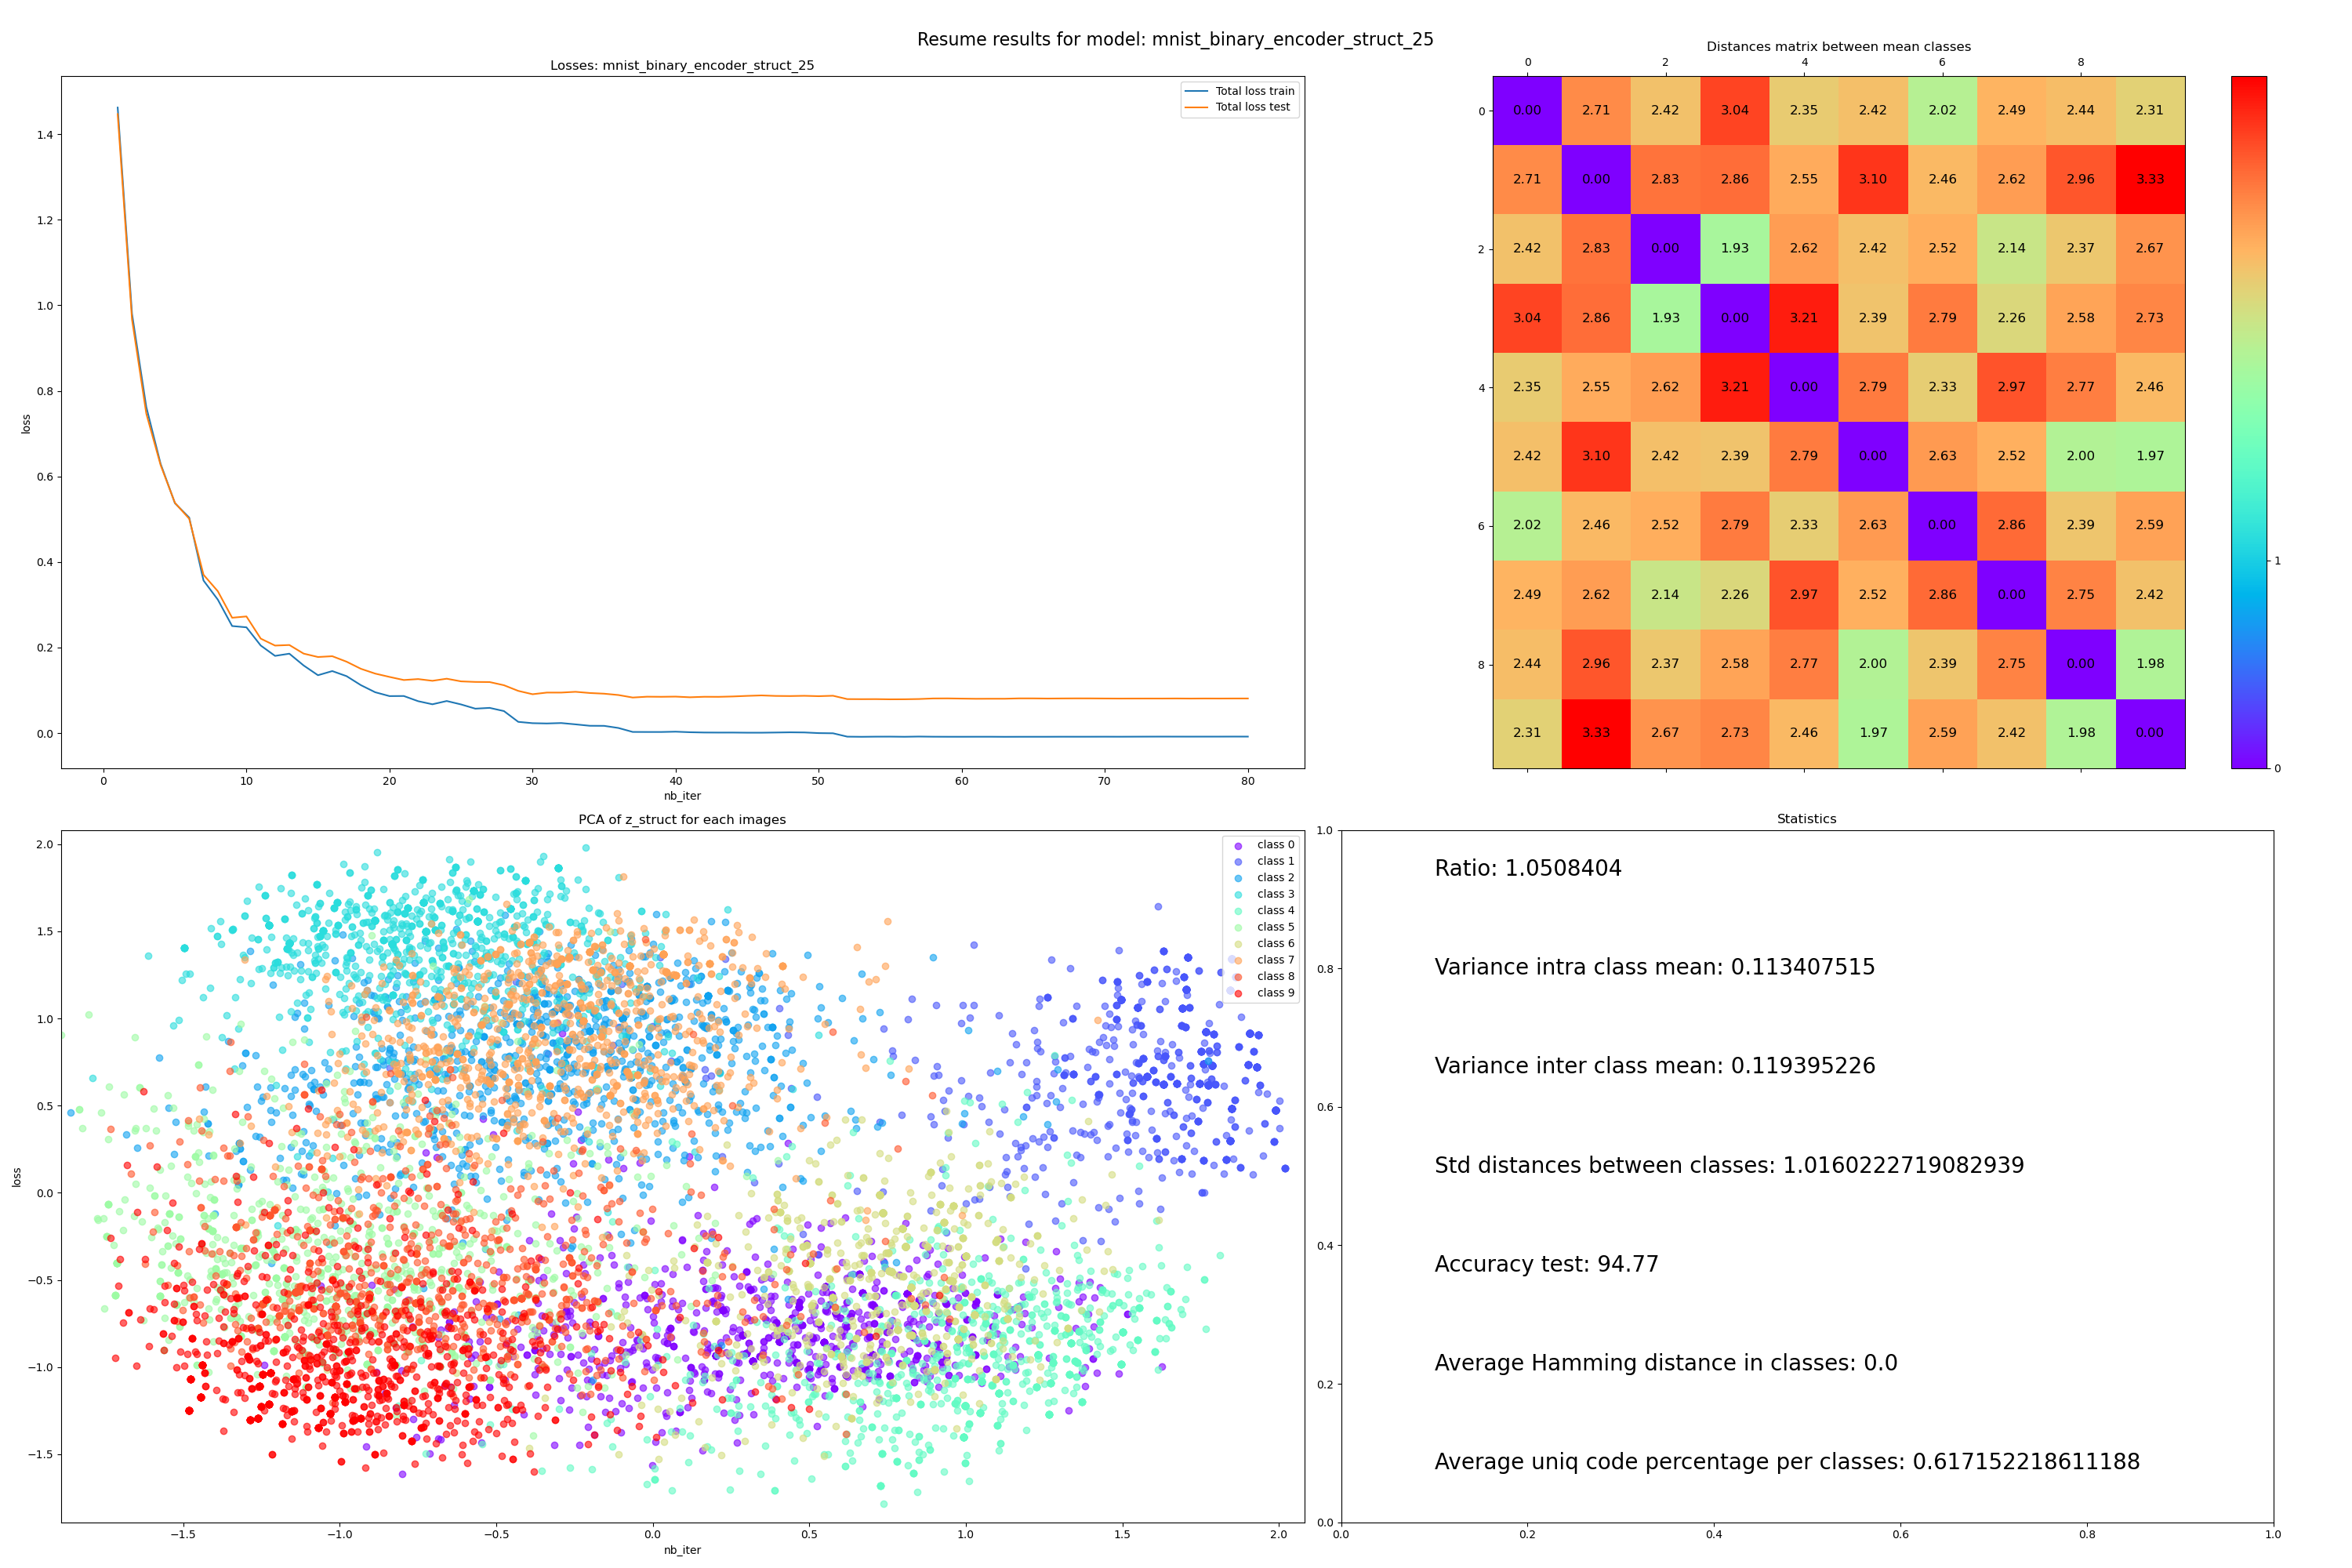 Resume results for model: mnist_binary_encoder_struct_25
Losses: mnist_binary_encoder_struct_25
Total loss train
Total loss test
loss
1.4
1.2
1.0
0.8
0.6
0.4
0.2
0.0
0 10 20 30 40 50 60 70 80
nb_iter
Distances matrix between mean classes
0 2 4 6 8
0 0.00 2.71 2.42 3.04 2.35 2.42 2.02 2.49 2.44 2.31
2.71 0.00 2.83 2.86 2.55 3.10 2.46 2.62 2.96 3.33
2 2.42 2.83 0.00 1.93 2.62 2.42 2.52 2.14 2.37 2.67
3.04 2.86 1.93 0.00 3.21 2.39 2.79 2.26 2.58 2.73
4 2.35 2.55 2.62 3.21 0.00 2.79 2.33 2.97 2.77 2.46
2.42 3.10 2.42 2.39 2.79 0.00 2.63 2.52 2.00 1.97
6 2.02 2.46 2.52 2.79 2.33 2.63 0.00 2.86 2.39 2.59
2.49 2.62 2.14 2.26 2.97 2.52 2.86 0.00 2.75 2.42
8 2.44 2.96 2.37 2.58 2.77 2.00 2.39 2.75 0.00 1.98
2.31 3.33 2.67 2.73 2.46 1.97 2.59 2.42 1.98 0.00
1
0
PCA of z_struct for each images
class 0
class 1
class 2
class 3
class 4
class 5
class 6
class 7
class 8
class 9
loss
2.0
1.5
1.0
0.5
0.0
−0.5
−1.0
−1.5
−1.5 −1.0 −0.5 0.0 0.5 1.0 1.5 2.0
nb_iter
Statistics
1.0
0.8
0.6
0.4
0.2
0.0
Ratio: 1.0508404
Variance intra class mean: 0.113407515
Variance inter class mean: 0.119395226
Std distances between classes: 1.0160222719082939
Accuracy test: 94.77
Average Hamming distance in classes: 0.0
Average uniq code percentage per classes: 0.617152218611188
0.0 0.2 0.4 0.6 0.8 1.0